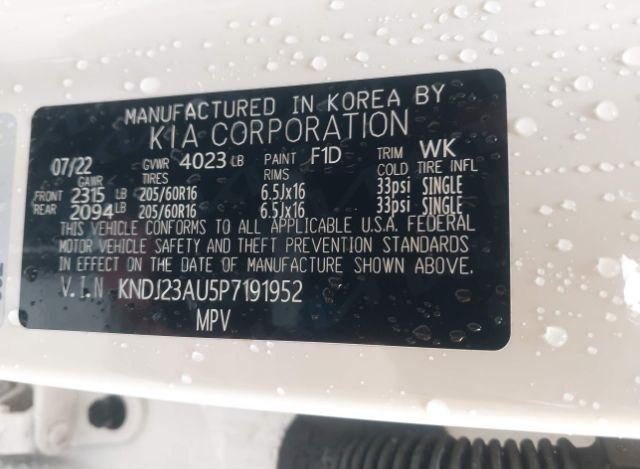 MANUFACTURED IN KOREA BY
KIA CORPORATION
07/22 GVWR 4023 LB PAINT F1D TRIM WK
GAWR TIRES RIMS COLD TIRE INFL
FRONT 2315 LB 205/60R16 6.5Jx16 33psi SINGLE
REAR 2094 LB 205/60R16 6.5Jx16 33psi SINGLE
THIS VEHICLE CONFORMS TO ALL APPLICABLE U.S.A. FEDERAL
MOTOR VEHICLE SAFETY AND THEFT PREVENTION STANDARDS
IN EFFECT ON THE DATE OF MANUFACTURE SHOWN ABOVE.
V.I.N KNDJ23AU5P7191952
MPV